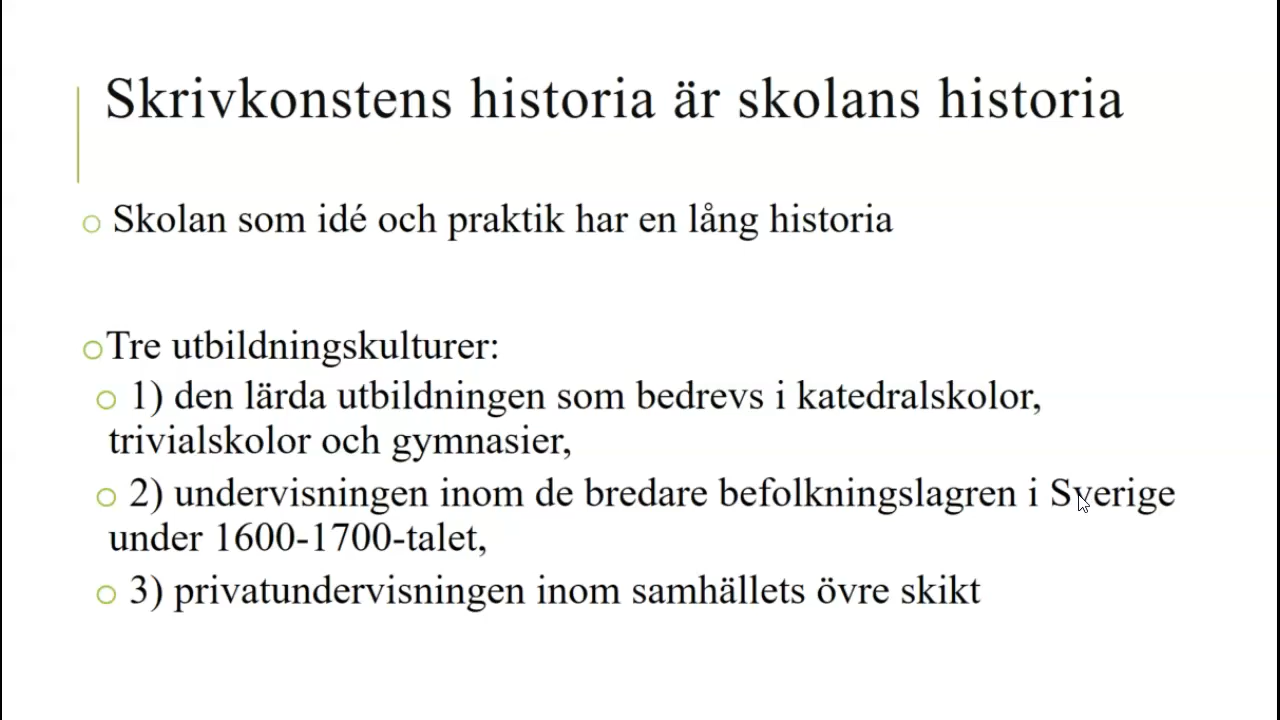 Skrivkonstens historia är skolans historia
Skolan som idé och praktik har en lång historia
Tre utbildningskulturer:
1) den lärda utbildningen som bedrevs i katedralskolor,
trivialskolor och gymnasier,
2) undervisningen inom de bredare befolkningslagren i Sverige
under 1600-1700-talet,
3) privatundervisningen inom samhällets övre skikt